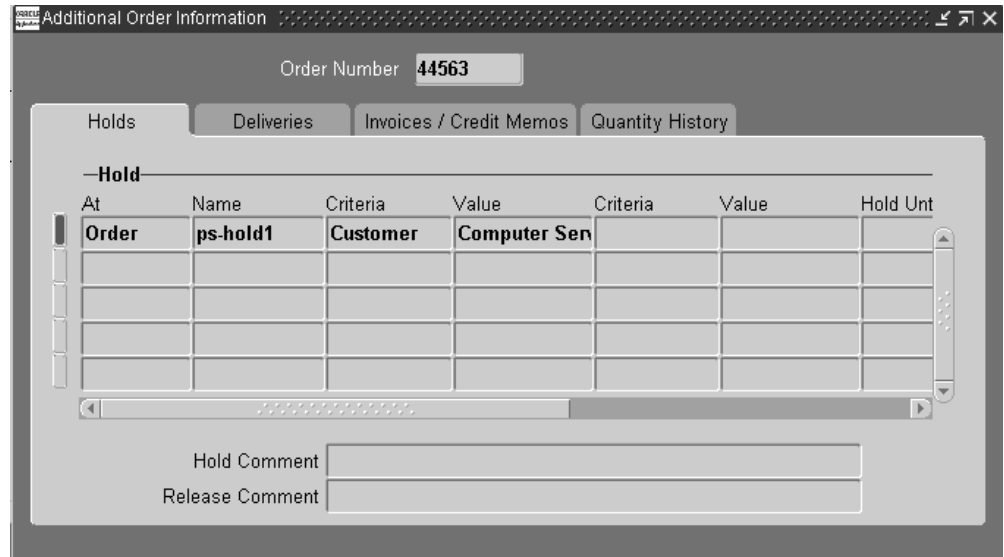 Additional Order Information
Order Number 44563
Holds Deliveries Invoices / Credit Memos Quantity History
Hold
At Name Criteria Value Criteria Value Hold Unt
Order ps-hold1 Customer Computer Serv
Hold Comment
Release Comment